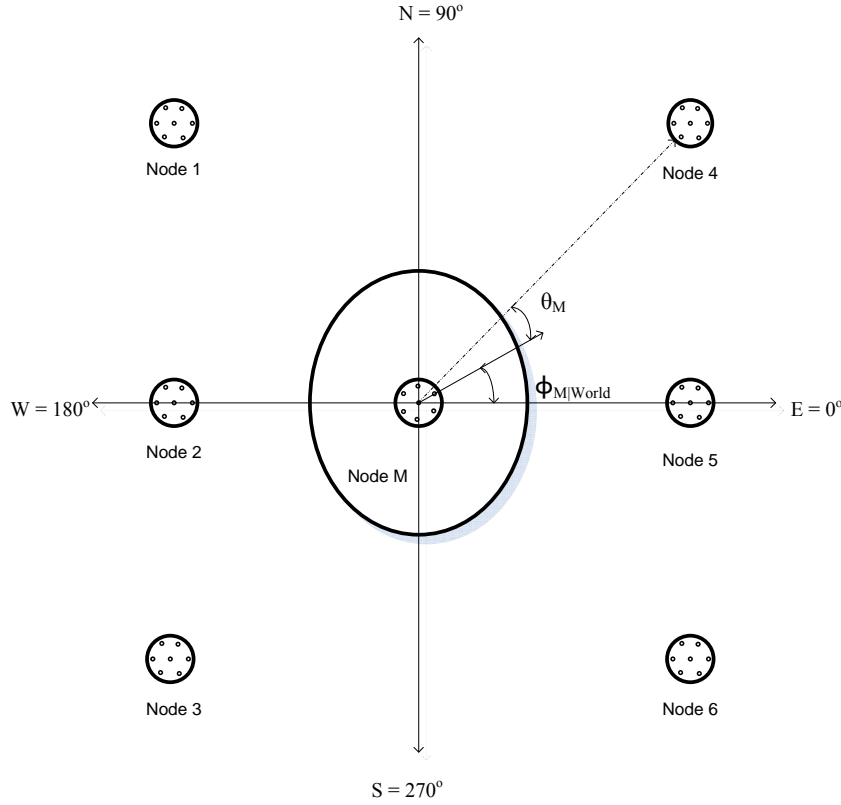 N = 90°
Node 1
Node 4
θM
ϕM|World
W = 180°
E = 0°
Node 2
Node M
Node 5
Node 3
Node 6
S = 270°